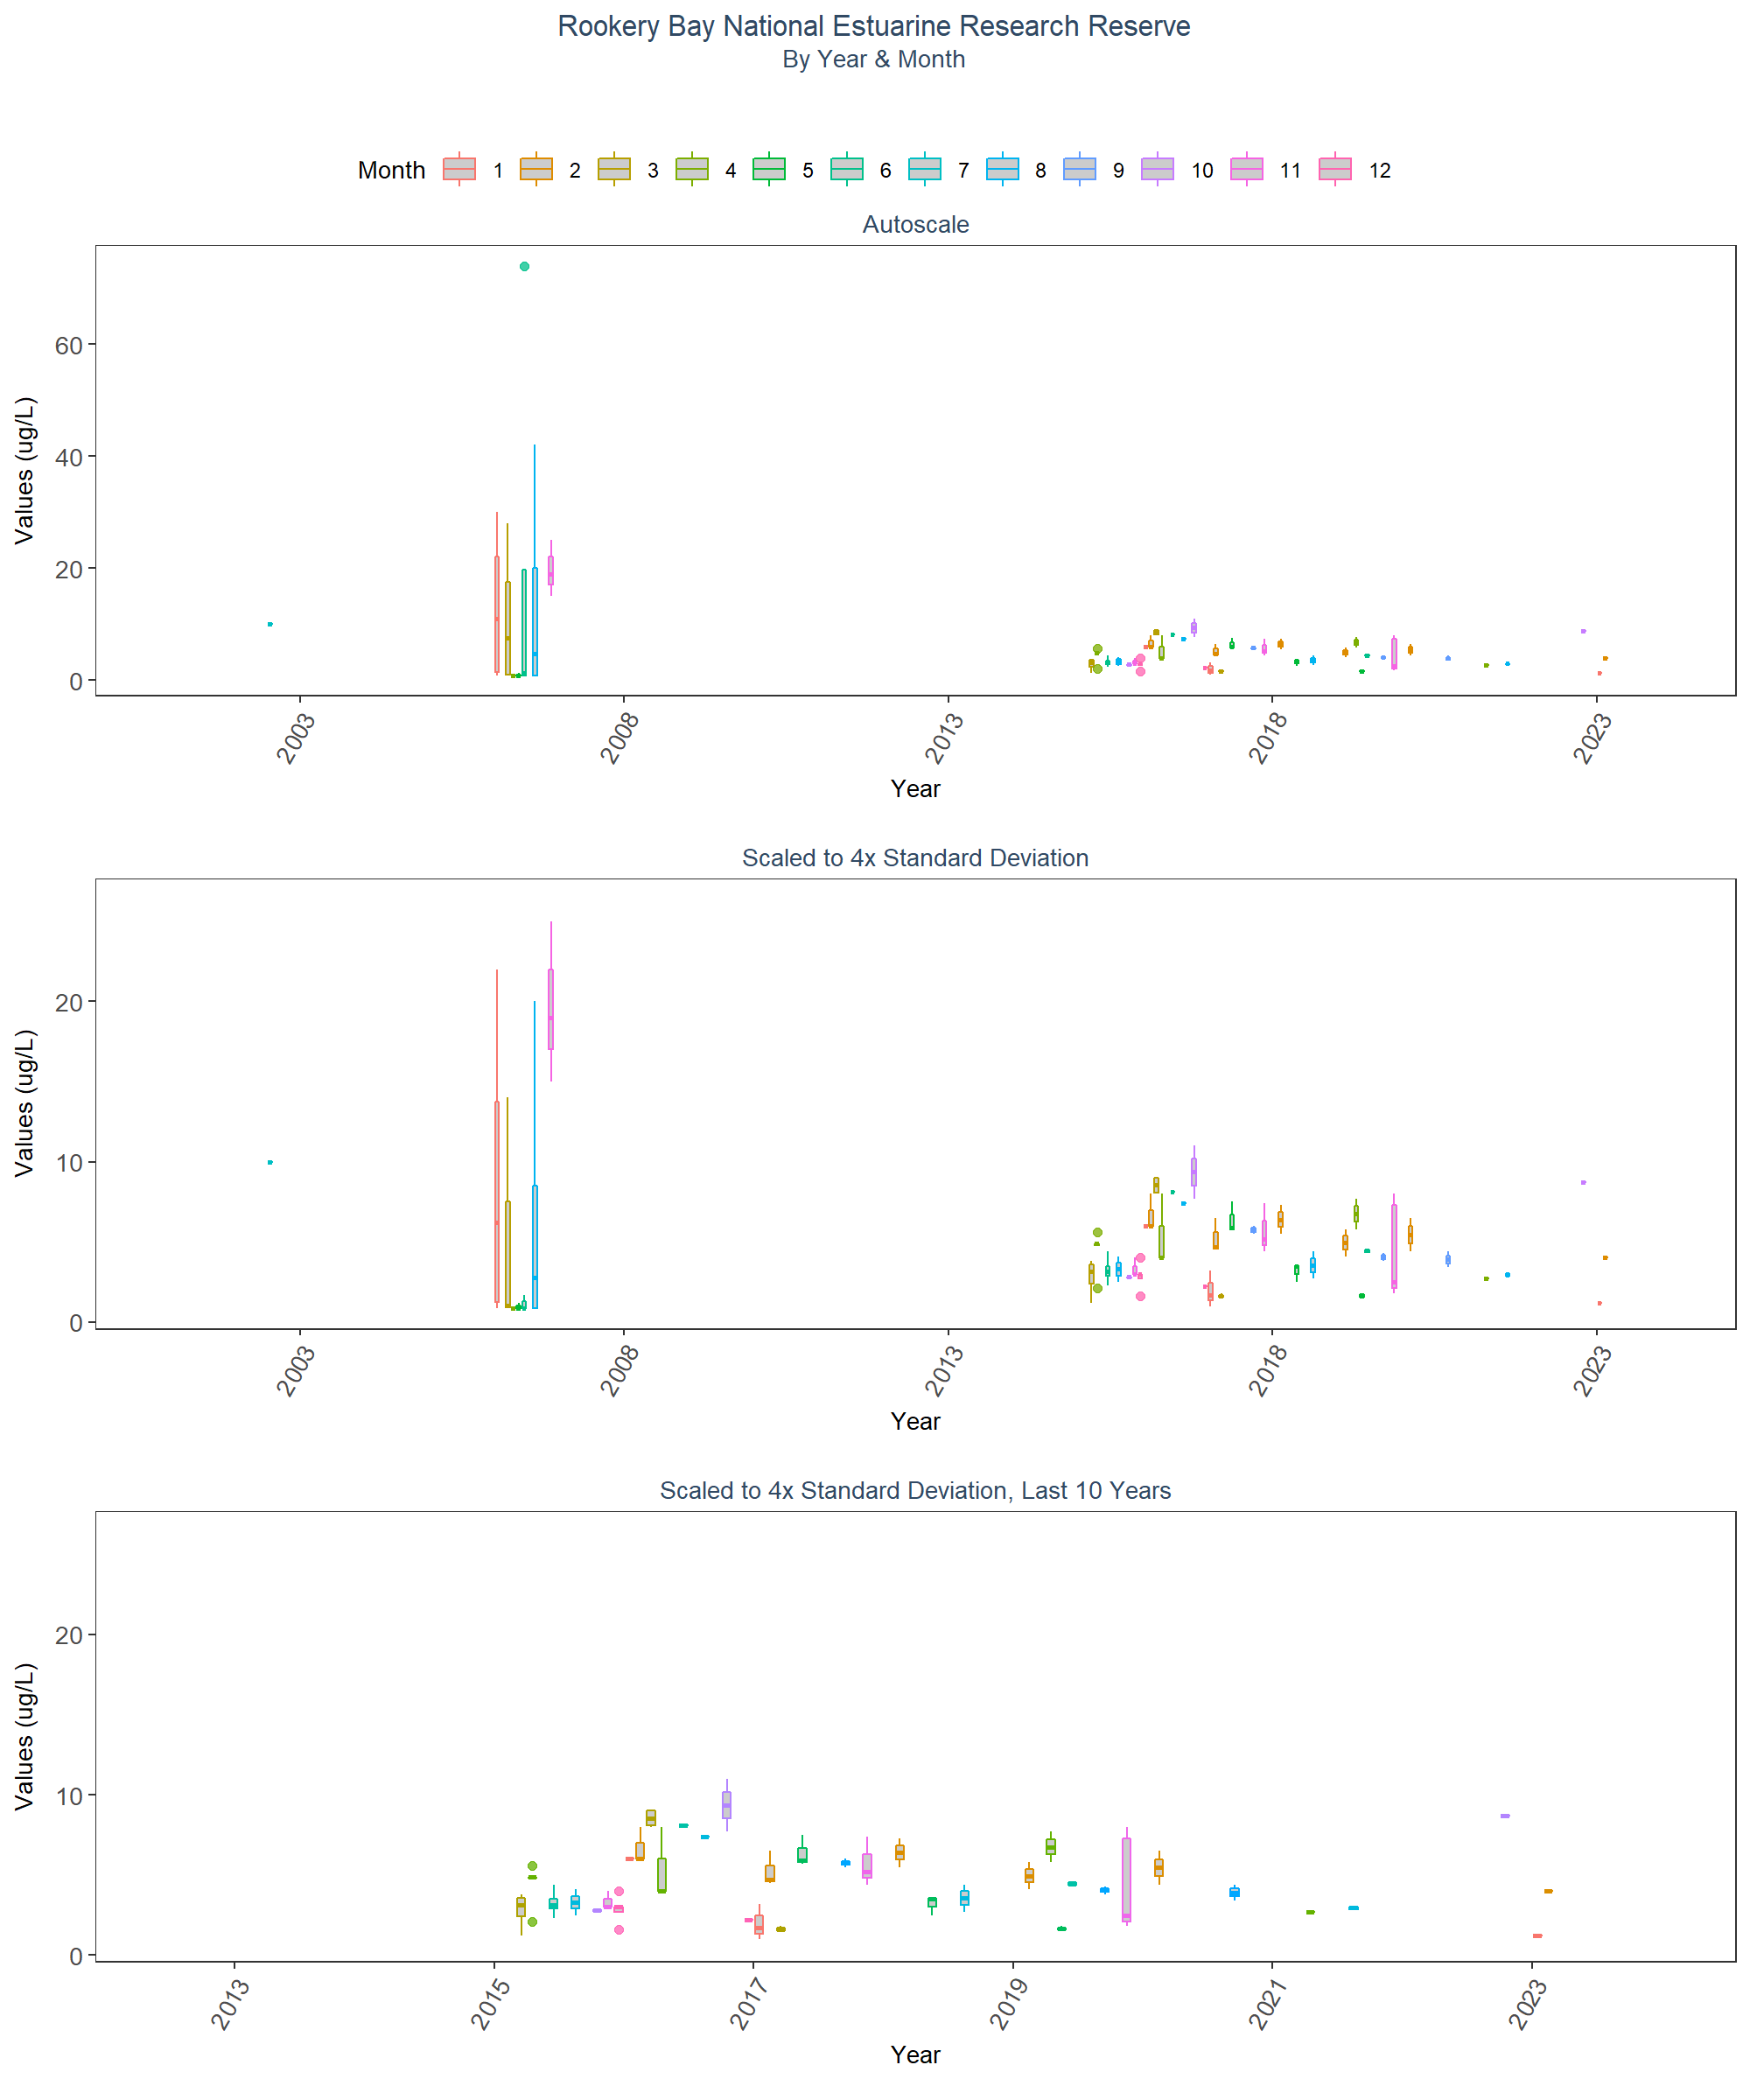 Rookery Bay National Estuarine Research Reserve
By Year & Month
Month 1 2 3 4 5 6 7 8 9 10 11 12
Autoscale
Values (ug/L)
60
40
20
0
2003 2008 2013 2018 2023
Year
Scaled to 4x Standard Deviation
Values (ug/L)
20
10
0
2003 2008 2013 2018 2023
Year
Scaled to 4x Standard Deviation, Last 10 Years
Values (ug/L)
20
10
0
2013 2015 2017 2019 2021 2023
Year